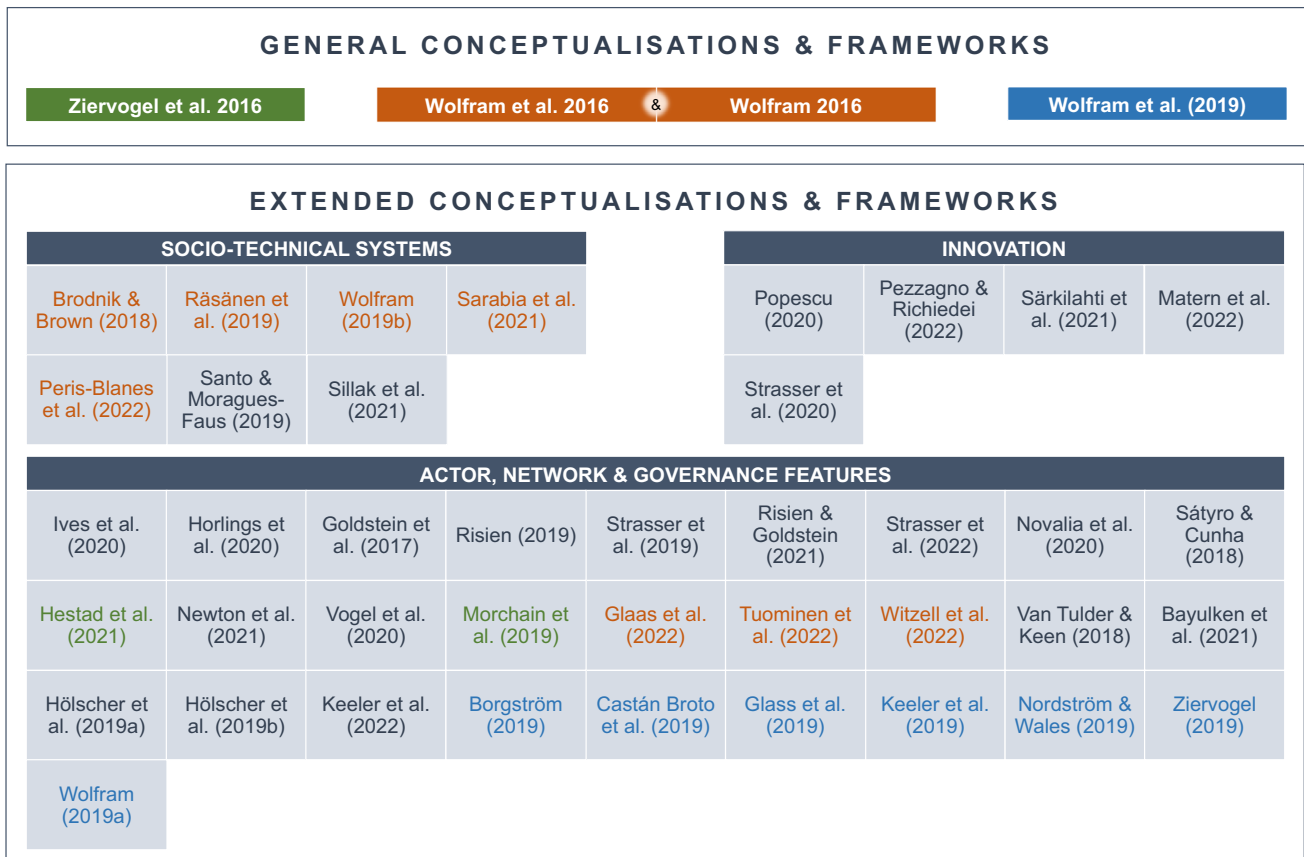 GENERAL CONCEPTUALISATIONS & FRAMEWORKS
Ziervogel et al. 2016
Wolfram et al. 2016 & Wolfram 2016
Wolfram et al. (2019)
EXTENDED CONCEPTUALISATIONS & FRAMEWORKS
SOCIO-TECHNICAL SYSTEMS
Brodnik &
Brown (2018)
Räsänen et
al. (2019)
Wolfram
(2019b)
Sarabia et al.
(2021)
Peris-Blanes
et al. (2022)
Santo &
Moragues-
Faus (2019)
Sillak et al.
(2021)
INNOVATION
Popescu
(2020)
Pezzagno &
Richiedei
(2022)
Särkilahti et
al. (2021)
Matern et al.
(2022)
Strasser et
al. (2020)
ACTOR, NETWORK & GOVERNANCE FEATURES
Ives et al.
(2020)
Horlings et
al. (2020)
Goldstein et
al. (2017)
Risien (2019)
Strasser et
al. (2019)
Risien &
Goldstein
(2021)
Strasser et
al. (2022)
Novalia et al.
(2020)
Sátyro &
Cunha
(2018)
Hestad et al.
(2021)
Newton et al.
(2021)
Vogel et al.
(2020)
Morchain et
al. (2019)
Glaas et al.
(2022)
Tuominen et
al. (2022)
Witzell et al.
(2022)
Van Tulder &
Keen (2018)
Bayulken et
al. (2021)
Hölscher et
al. (2019a)
Hölscher et
al. (2019b)
Keeler et al.
(2022)
Borgström
(2019)
Castán Broto
et al. (2019)
Glass et al.
(2019)
Keeler et al.
(2019)
Nordström &
Wales (2019)
Ziervogel
(2019)
Wolfram
(2019a)